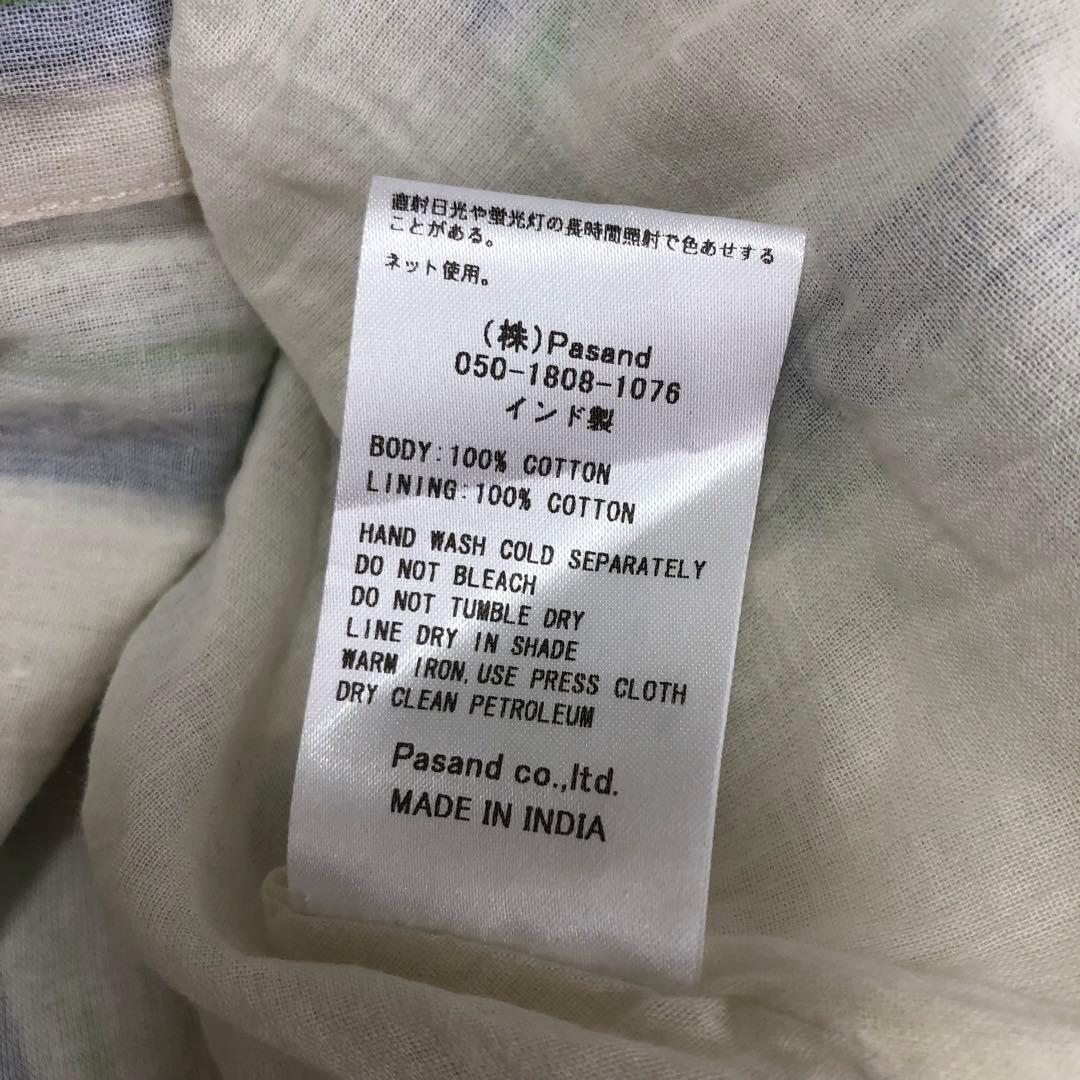 直射日光や蛍光灯の長時間照射で色あせする
ことがある。
ネット使用。
(株)Pasand
050-1808-1076
インド製
BODY:100% COTTON
LINING:100% COTTON
HAND WASH COLD SEPARATELY
DO NOT BLEACH
DO NOT TUMBLE DRY
LINE DRY IN SHADE
WARM IRON,USE PRESS CLOTH
DRY CLEAN PETROLEUM
Pasand co.,ltd.
MADE IN INDIA